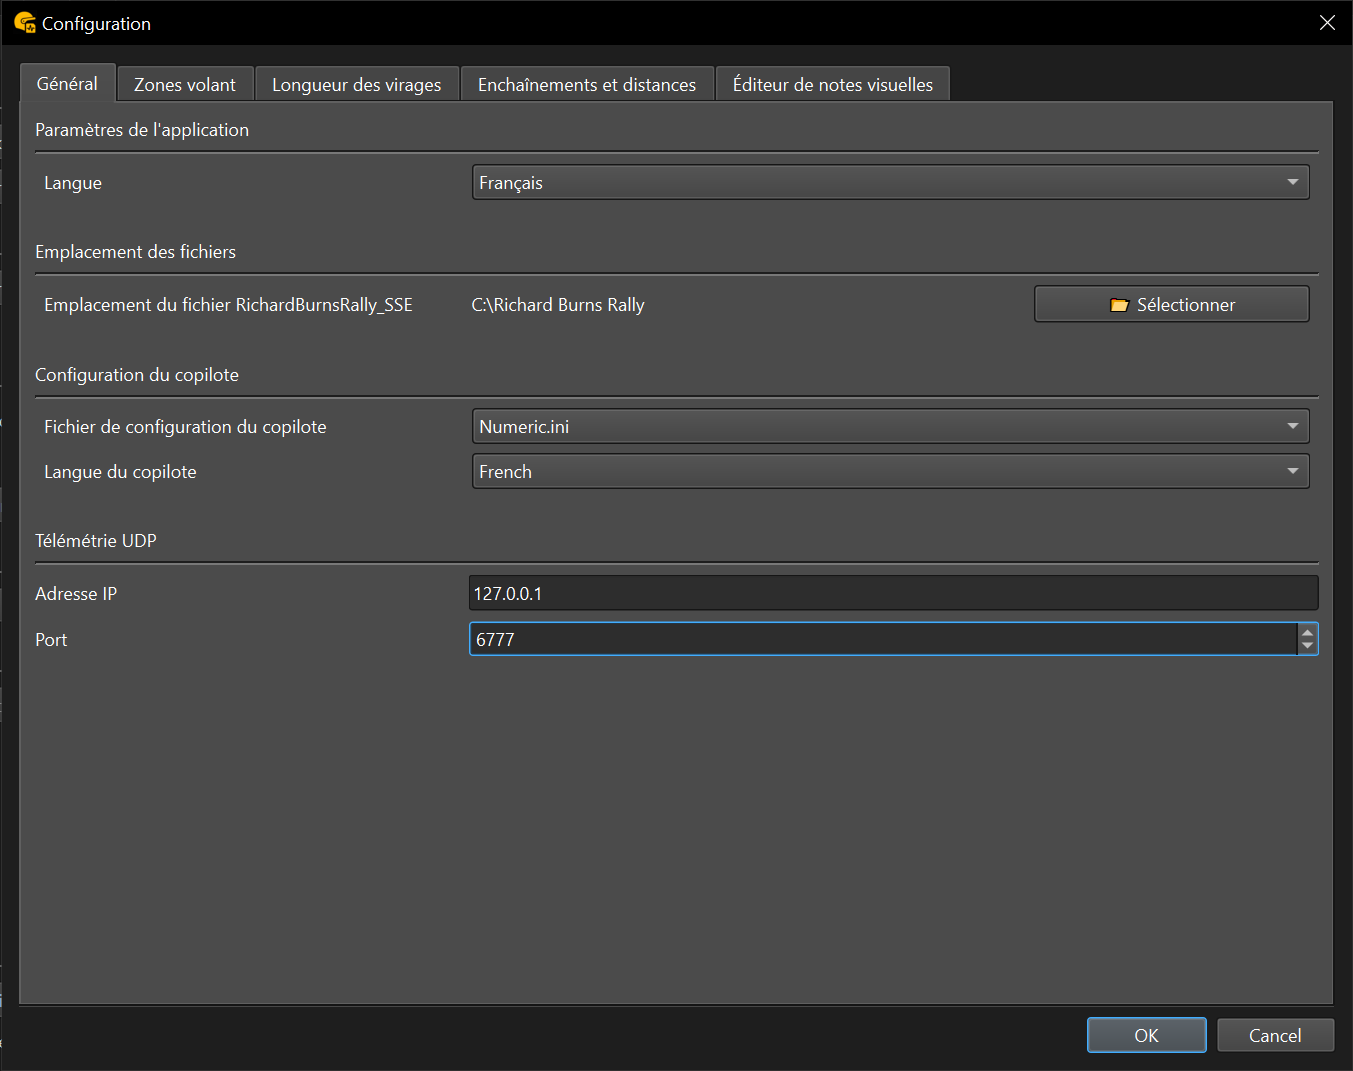 Configuration
Général
Zones volant
Longueur des virages
Enchaînements et distances
Éditeur de notes visuelles
Paramètres de l'application
Langue
Français
Emplacement des fichiers
Emplacement du fichier RichardBurnsRally_SSE
C:\Richard Burns Rally
Sélectionner
Configuration du copilote
Fichier de configuration du copilote
Numeric.ini
Langue du copilote
French
Télémétrie UDP
Adresse IP
127.0.0.1
Port
6777
OK
Cancel